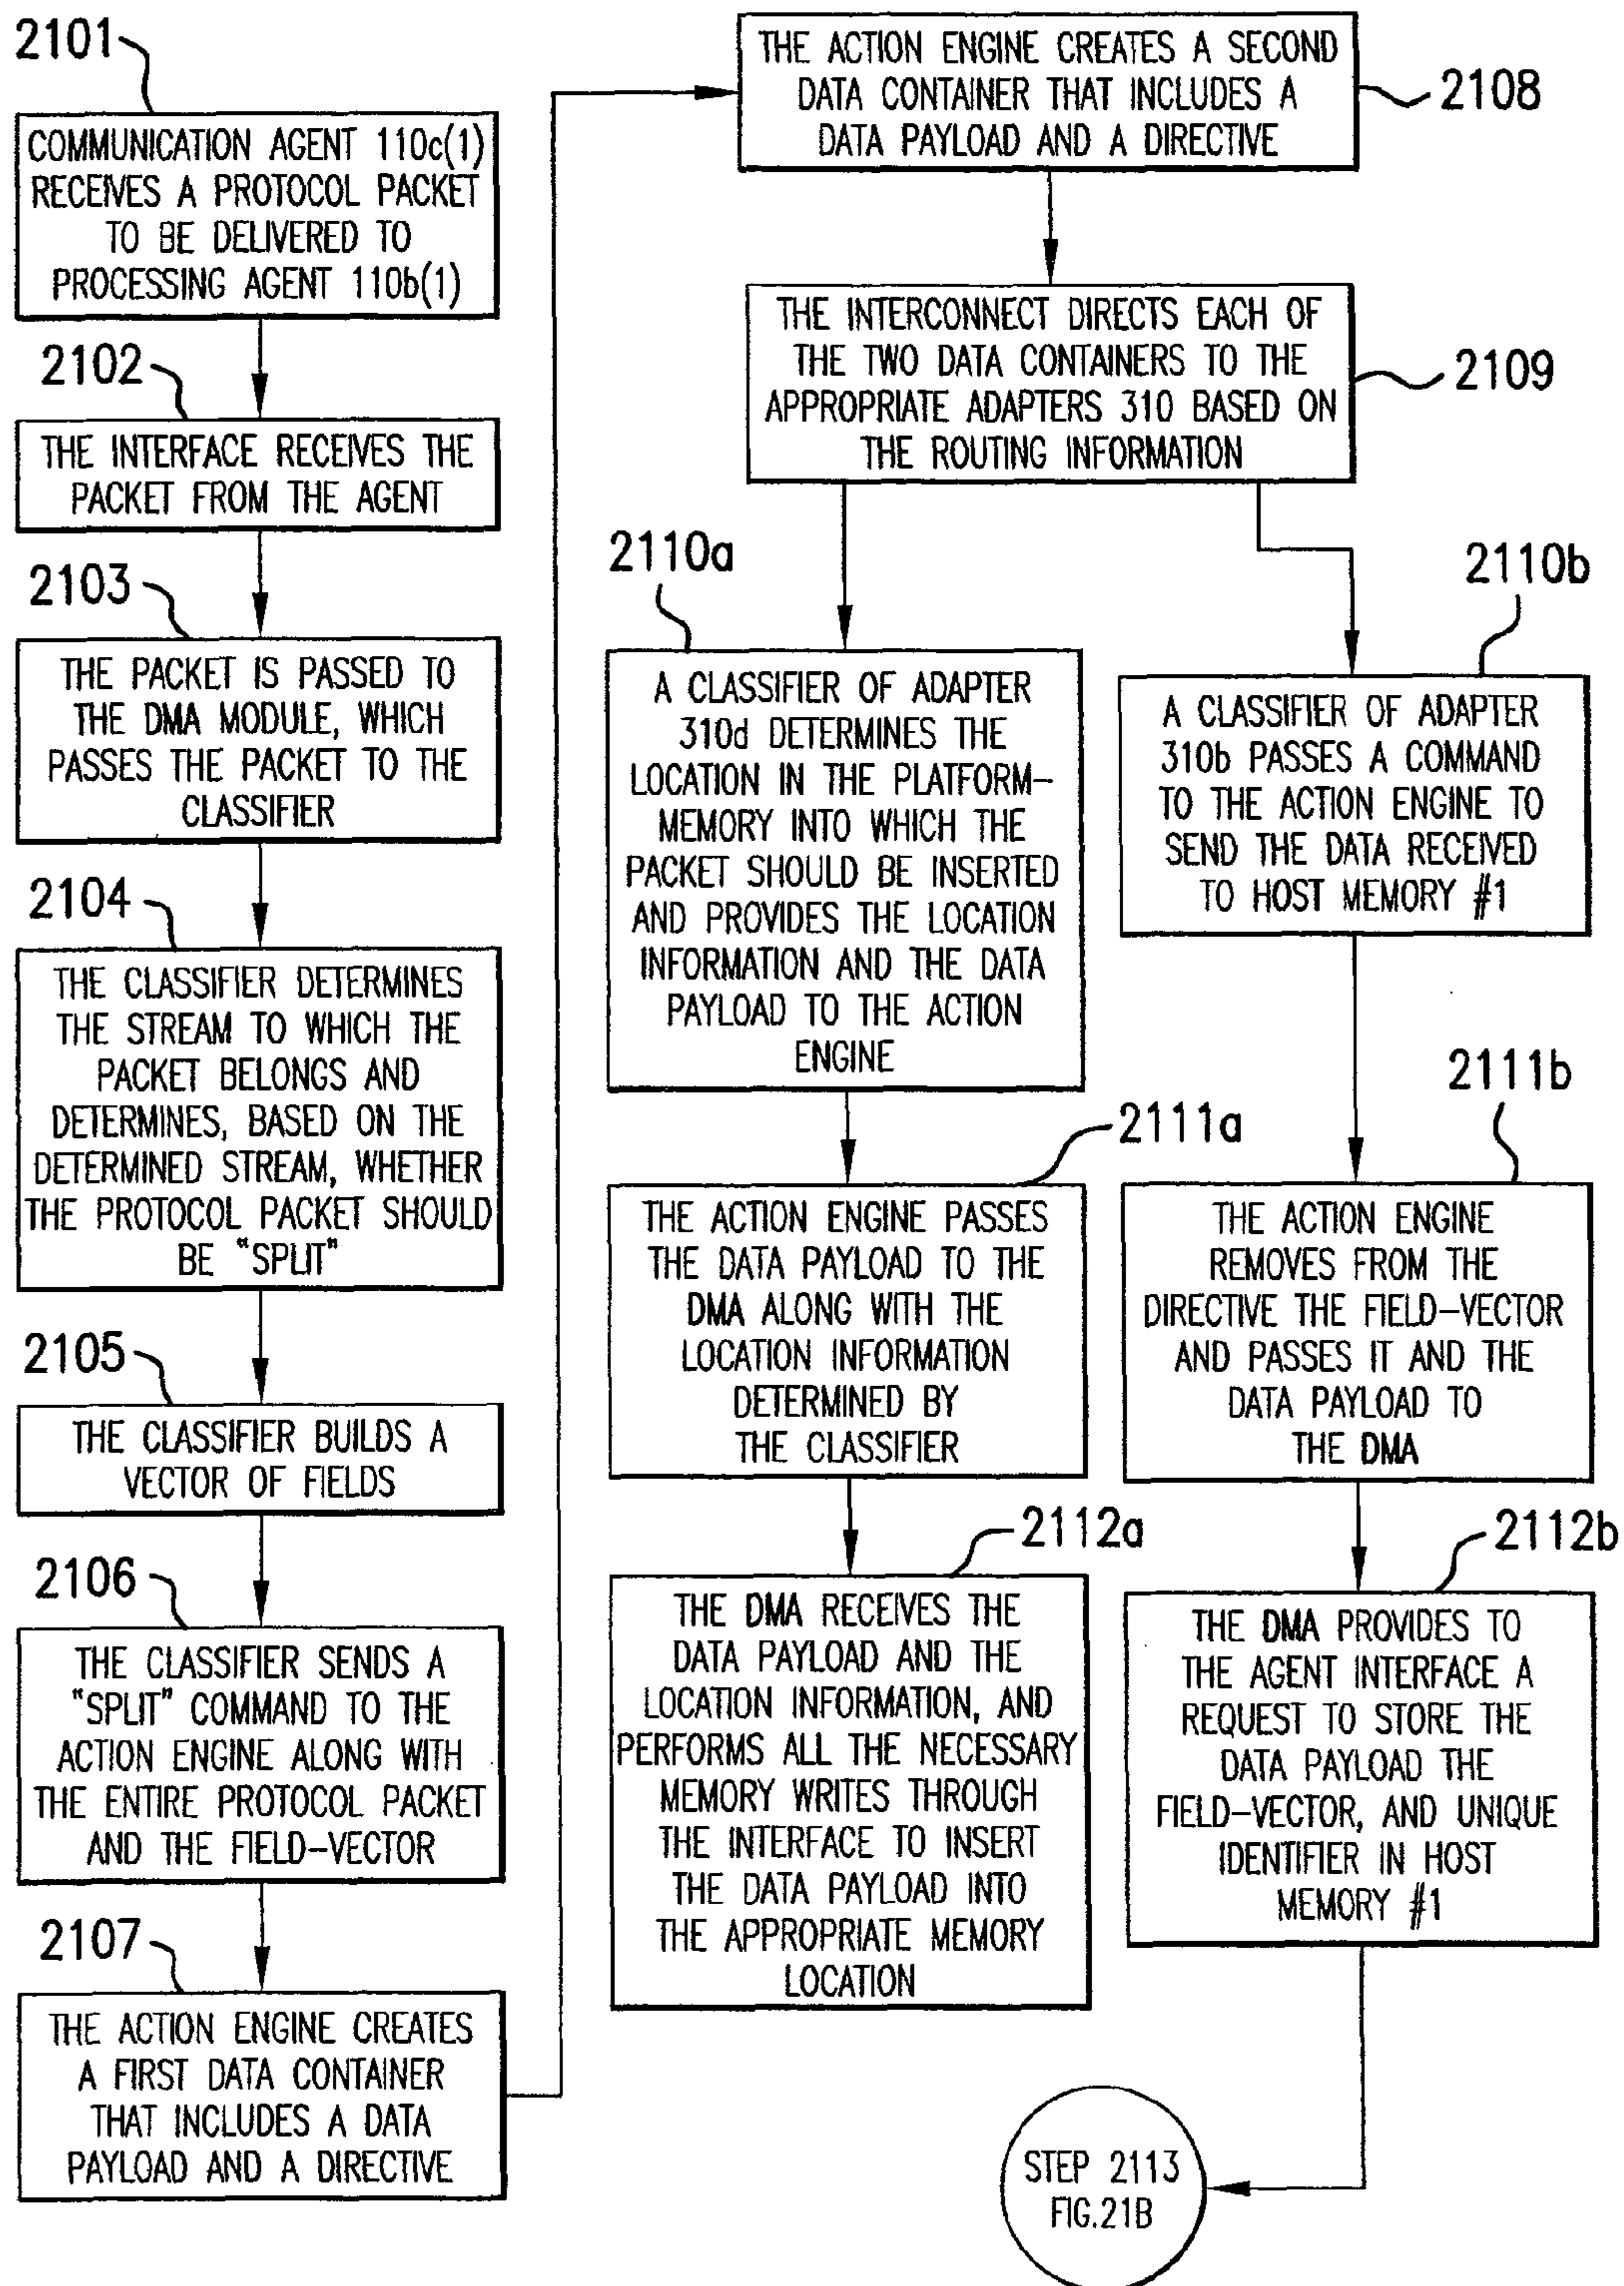 2101
COMMUNICATION AGENT 110c(1)
RECEIVES A PROTOCOL PACKET
TO BE DELIVERED TO
PROCESSING AGENT 110b(1)
2102
THE INTERFACE RECEIVES THE
PACKET FROM THE AGENT
2103
THE PACKET IS PASSED TO
THE DMA MODULE, WHICH
PASSES THE PACKET TO THE
CLASSIFIER
2104
THE CLASSIFIER DETERMINES
THE STREAM TO WHICH THE
PACKET BELONGS AND
DETERMINES, BASED ON THE
DETERMINED STREAM, WHETHER
THE PROTOCOL PACKET SHOULD
BE "SPLIT"
2105
THE CLASSIFIER BUILDS A
VECTOR OF FIELDS
2106
THE CLASSIFIER SENDS A
"SPLIT" COMMAND TO THE
ACTION ENGINE ALONG WITH
THE ENTIRE PROTOCOL PACKET
AND THE FIELD-VECTOR
2107
THE ACTION ENGINE CREATES
A FIRST DATA CONTAINER
THAT INCLUDES A DATA
PAYLOAD AND A DIRECTIVE
THE ACTION ENGINE CREATES A SECOND
DATA CONTAINER THAT INCLUDES A
DATA PAYLOAD AND A DIRECTIVE
2108
THE INTERCONNECT DIRECTS EACH OF
THE TWO DATA CONTAINERS TO THE
APPROPRIATE ADAPTERS 310 BASED ON
THE ROUTING INFORMATION
2109
2110a
A CLASSIFIER OF ADAPTER
310d DETERMINES THE
LOCATION IN THE PLATFORM-
MEMORY INTO WHICH THE
PACKET SHOULD BE INSERTED
AND PROVIDES THE LOCATION
INFORMATION AND THE DATA
PAYLOAD TO THE ACTION
ENGINE
2111a
THE ACTION ENGINE PASSES
THE DATA PAYLOAD TO THE
DMA ALONG WITH THE
LOCATION INFORMATION
DETERMINED BY
THE CLASSIFIER
2112a
THE DMA RECEIVES THE
DATA PAYLOAD AND THE
LOCATION INFORMATION, AND
PERFORMS ALL THE NECESSARY
MEMORY WRITES THROUGH
THE INTERFACE TO INSERT
THE DATA PAYLOAD INTO
THE APPROPRIATE MEMORY
LOCATION
2110b
A CLASSIFIER OF ADAPTER
310b PASSES A COMMAND
TO THE ACTION ENGINE TO
SEND THE DATA RECEIVED
TO HOST MEMORY #1
2111b
THE ACTION ENGINE
REMOVES FROM THE
DIRECTIVE THE FIELD-VECTOR
AND PASSES IT AND THE
DATA PAYLOAD TO
THE DMA
2112b
THE DMA PROVIDES TO
THE AGENT INTERFACE A
REQUEST TO STORE THE
DATA PAYLOAD THE
FIELD-VECTOR, AND UNIQUE
IDENTIFIER IN HOST
MEMORY #1
STEP 2113
FIG.21B